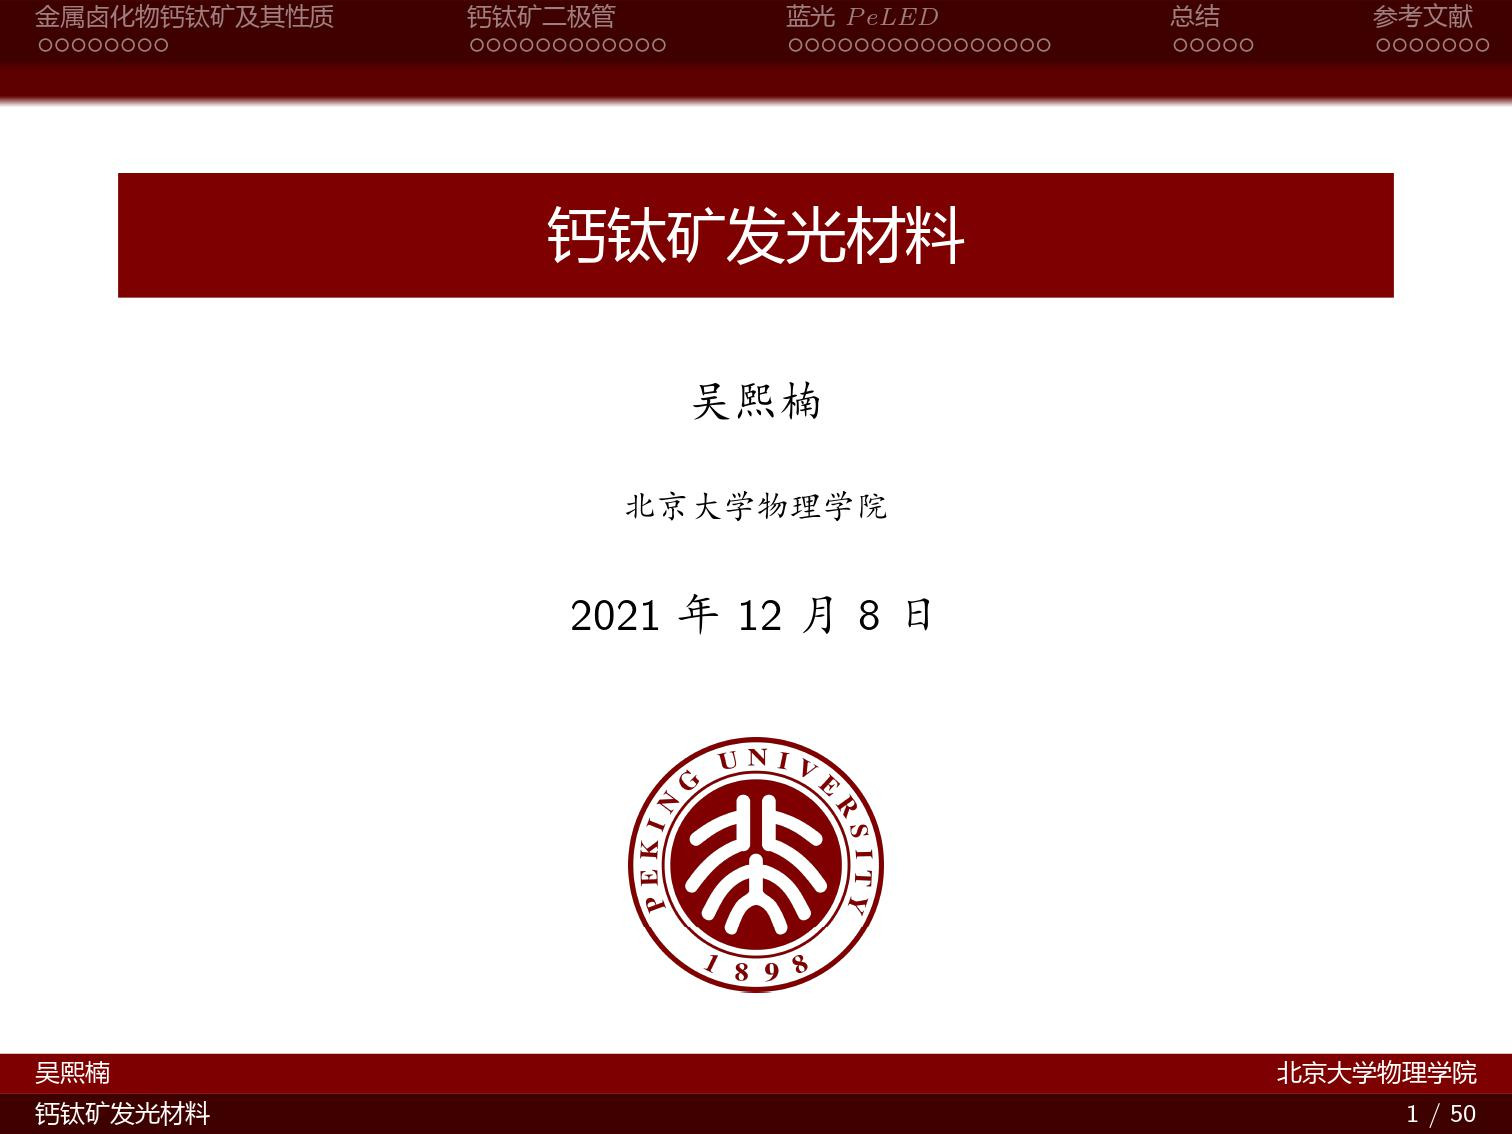 金属卤化物钙钛矿及其性质 钙钛矿二极管 蓝光 PeLED 总结 参考文献
钙钛矿发光材料
吴熙楠
北京大学物理学院
2021 年 12 月 8 日
PEKING UNIVERSITY
1898
吴熙楠 北京大学物理学院
钙钛矿发光材料 1 / 50